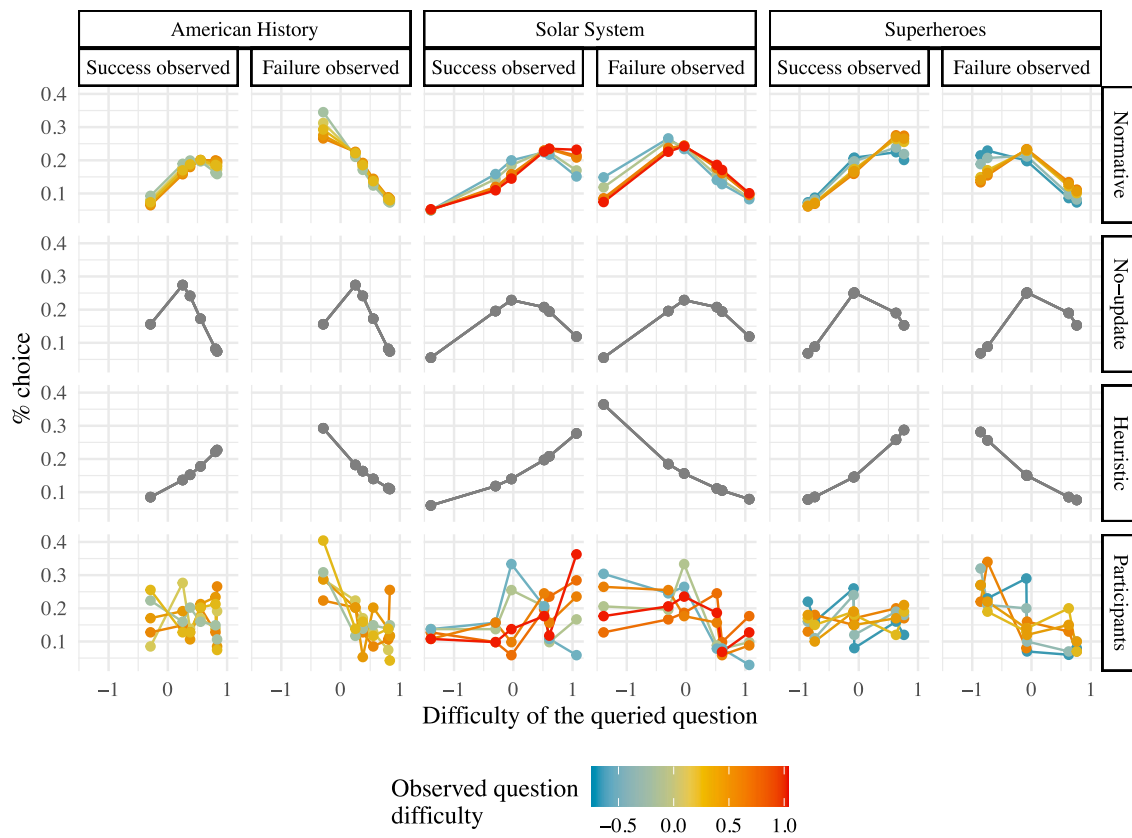 American History Solar System Superheroes
Success observed Failure observed Success observed Failure observed Success observed Failure observed
0.4
0.3
0.2
0.1
Normative
0.4
0.3
0.2
0.1
No−update
% choice
0.4
0.3
0.2
0.1
Heuristic
0.4
0.3
0.2
0.1
Participants
−1 0 1 −1 0 1 −1 0 1 −1 0 1 −1 0 1 −1 0 1
Difficulty of the queried question
Observed question
difficulty
−0.5 0.0 0.5 1.0